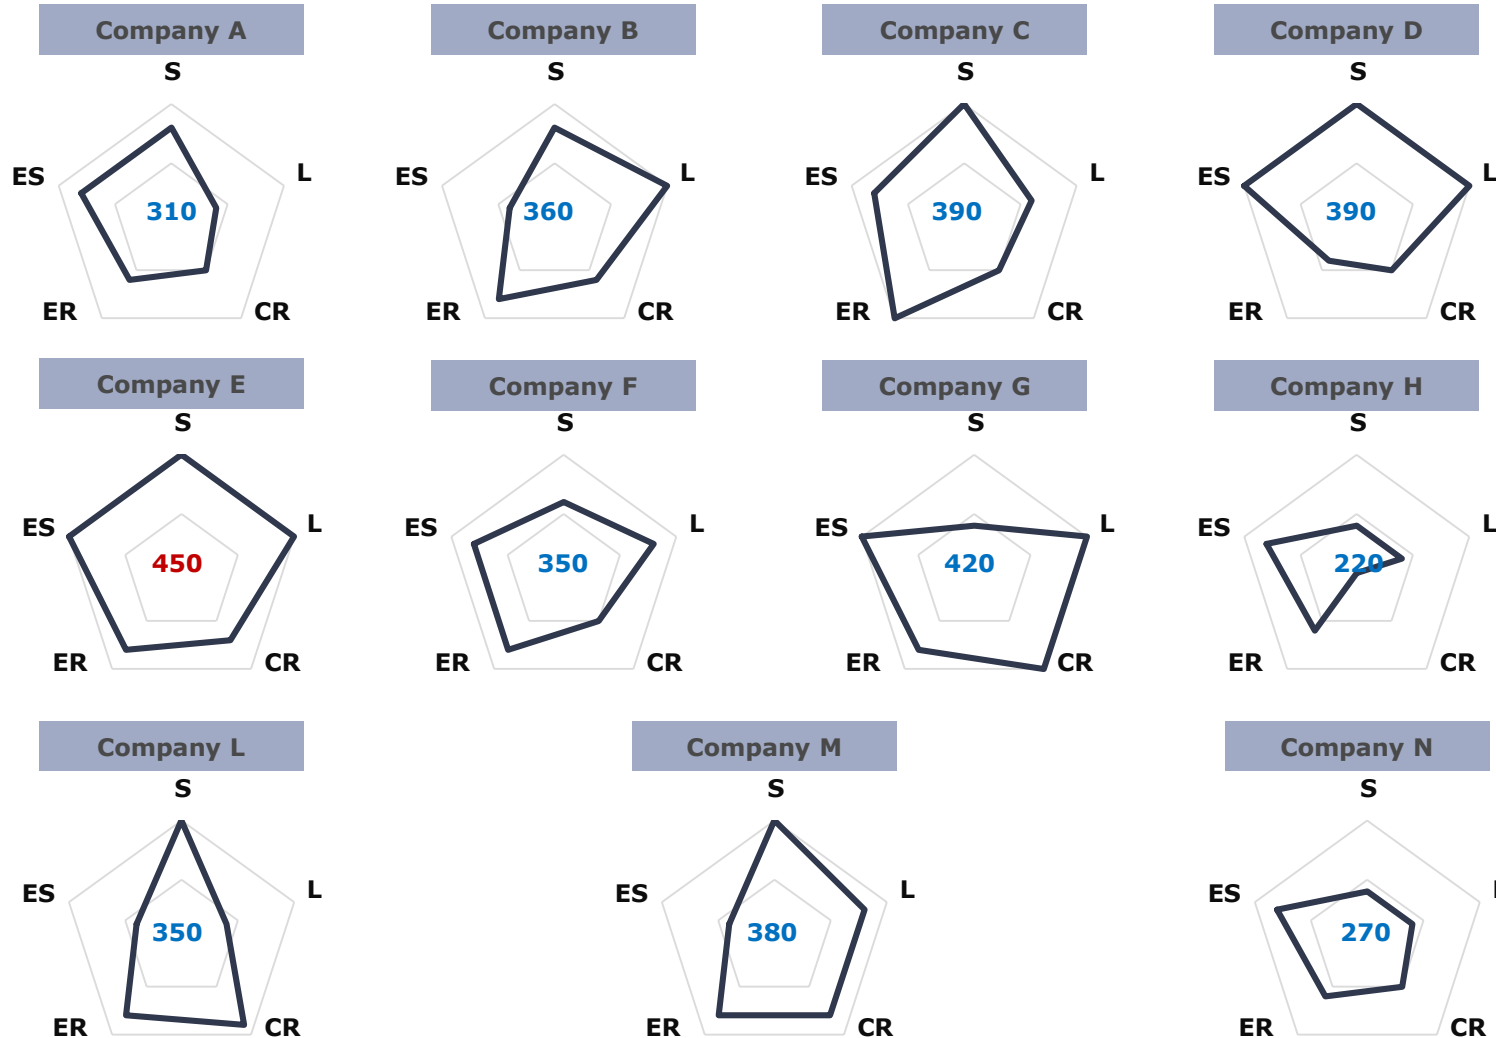 Company A
S
ES
L
310
ER
CR
Company B
S
ES
L
360
ER
CR
Company C
S
ES
L
390
ER
CR
Company D
S
ES
L
390
ER
CR
Company E
S
ES
L
450
ER
CR
Company F
S
ES
L
350
ER
CR
Company G
S
ES
L
420
ER
CR
Company H
S
ES
L
220
ER
CR
Company L
S
ES
L
350
ER
CR
Company M
S
ES
L
380
ER
CR
Company N
S
ES
270
ER
CR